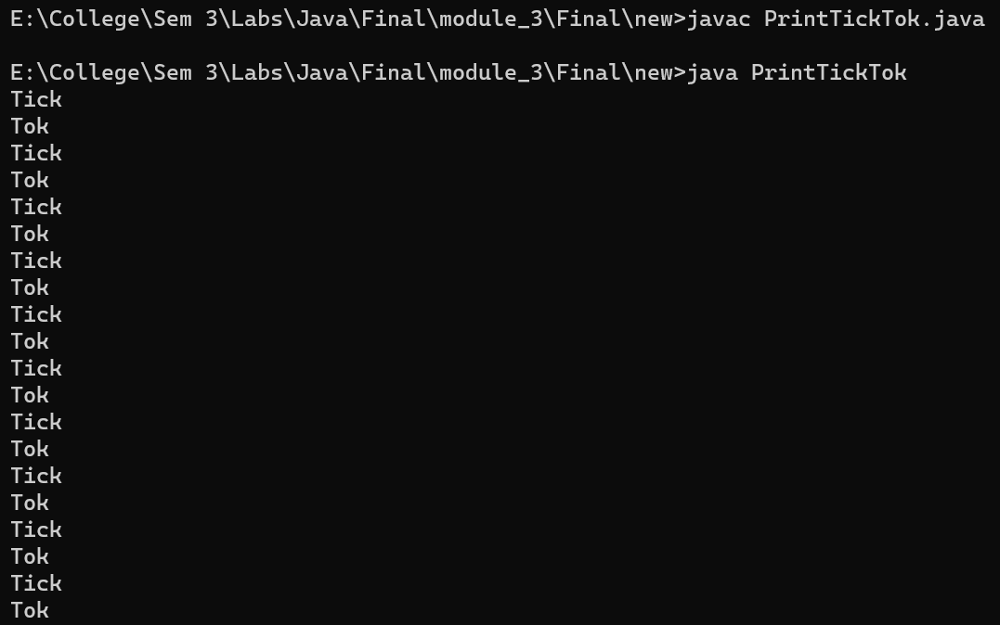 E:\College\Sem 3\Labs\Java\Final\module_3\Final\new>javac PrintTickTok.java
E:\College\Sem 3\Labs\Java\Final\module_3\Final\new>java PrintTickTok
Tick
Tok
Tick
Tok
Tick
Tok
Tick
Tok
Tick
Tok
Tick
Tok
Tick
Tok
Tick
Tok
Tick
Tok
Tick
Tok